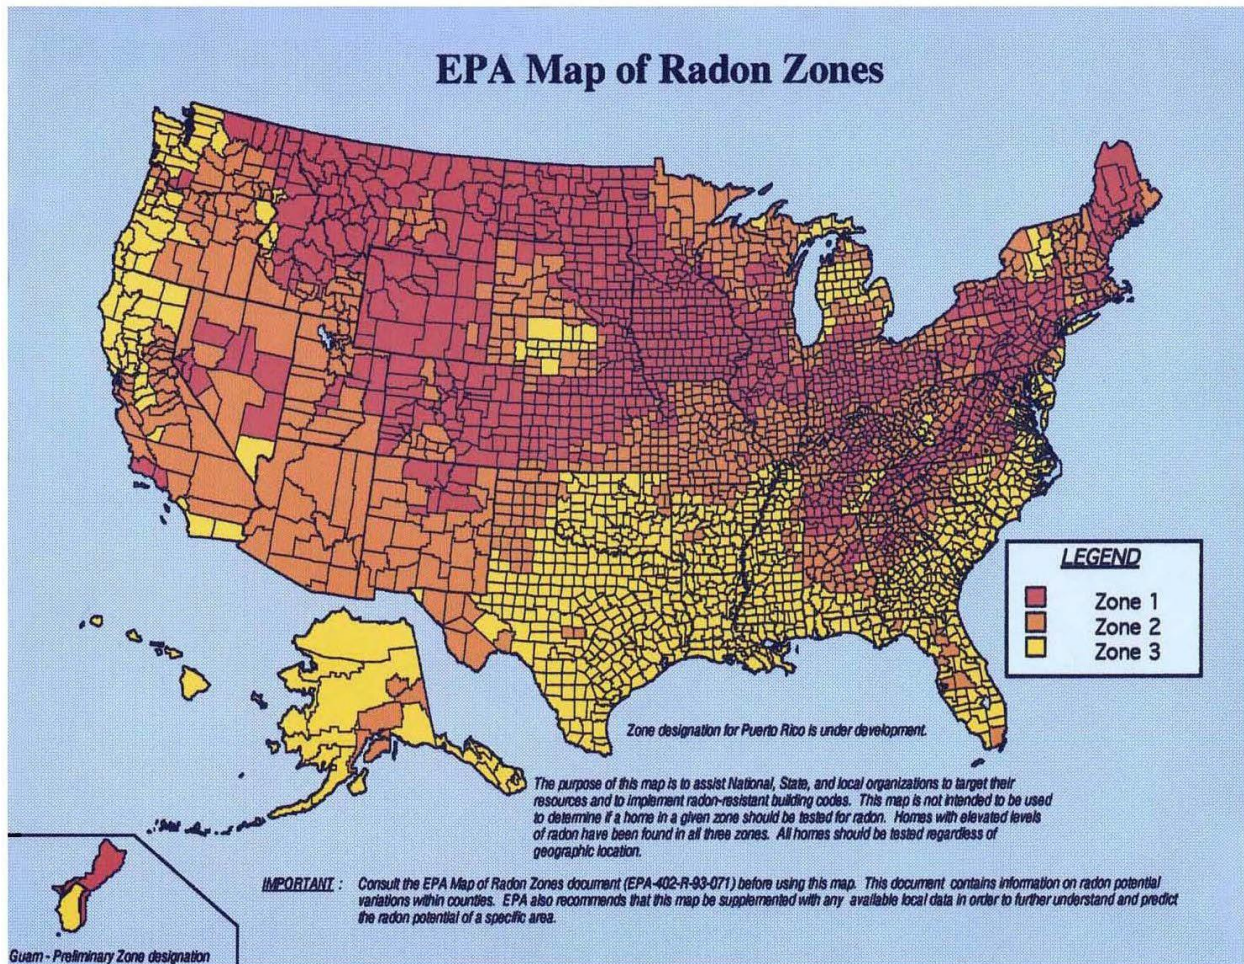 EPA Map of Radon Zones
LEGEND
Zone 1
Zone 2
Zone 3
Zone designation for Puerto Rico is under development.
The purpose of this map is to assist National, State, and local organizations to target their
resources and to implement radon-resistant building codes. This map is not intended to be used
to determine if a home in a given zone should be tested for radon. Homes with elevated levels
of radon have been found in all three zones. All homes should be tested regardless of
geographic location.
IMPORTANT : Consult the EPA Map of Radon Zones document (EPA-402-R-93-071) before using this map. This document contains information on radon potential
variations within counties. EPA also recommends that this map be supplemented with any available local data in order to further understand and predict
the radon potential of a specific area.
Guam - Preliminary Zone designation